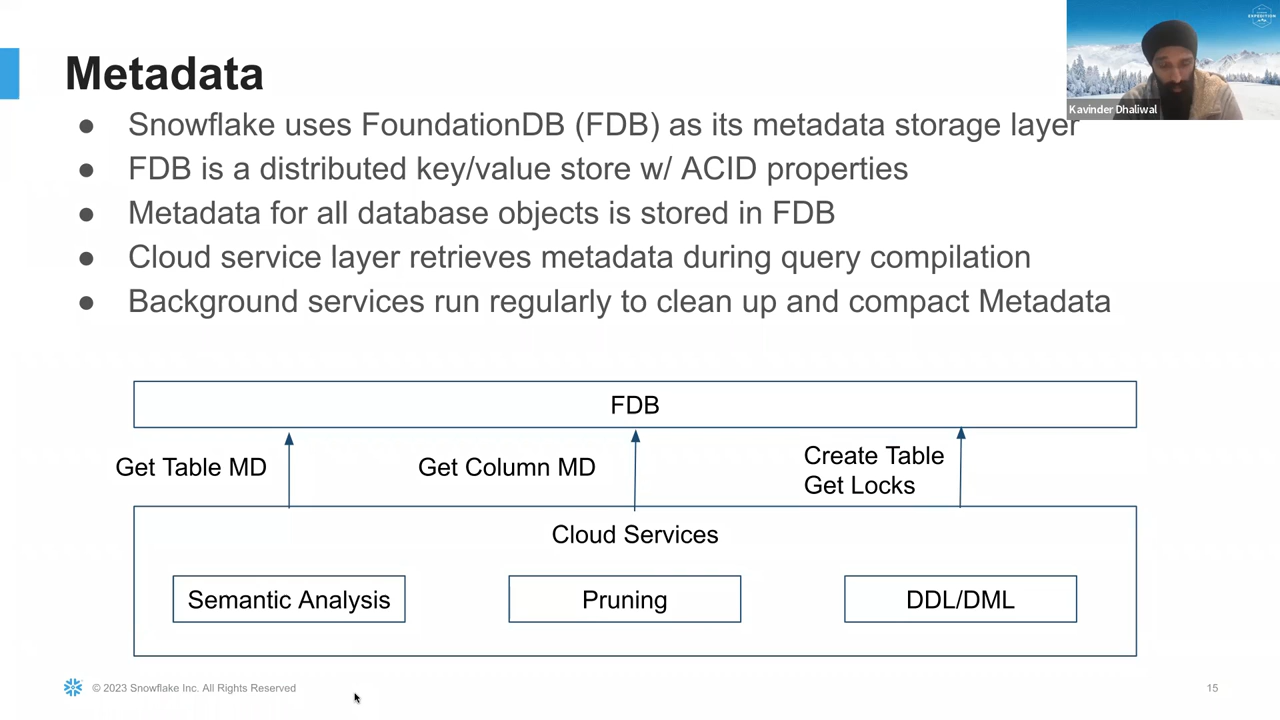 Metadata
● Snowflake uses FoundationDB (FDB) as its metadata storage layer
● FDB is a distributed key/value store w/ ACID properties
● Metadata for all database objects is stored in FDB
● Cloud service layer retrieves metadata during query compilation
● Background services run regularly to clean up and compact Metadata
EXPEDITION
Kavinder Dhaliwal
FDB
Get Table MD
Get Column MD
Create Table
Get Locks
Cloud Services
Semantic Analysis
Pruning
DDL/DML
© 2023 Snowflake Inc. All Rights Reserved
15